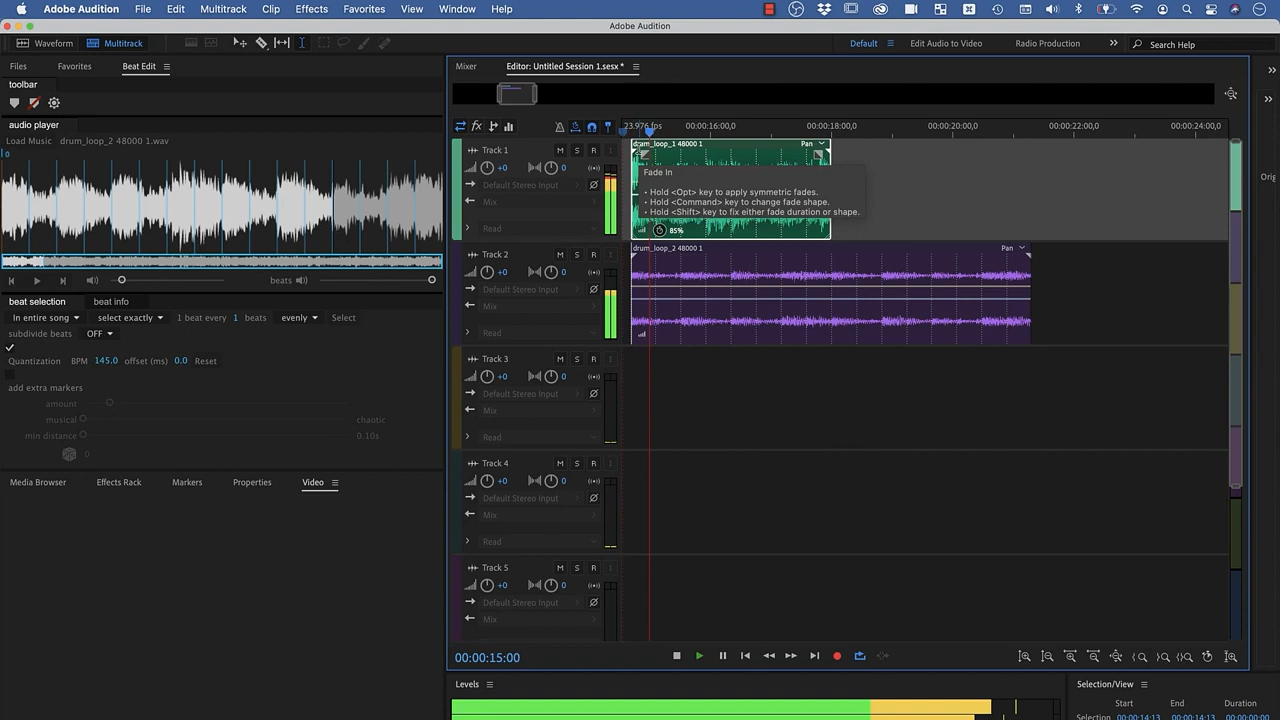 Adobe Audition File Edit Multitrack Clip Effects Favorites View Window Help
Adobe Audition
Waveform Multitrack Default Edit Audio to Video Radio Production Search Help
Files Favorites Beat Edit Mixer Editor: Untitled Session 1.sesx *
toolbar
audio player
Load Music drum_loop_2 48000 1.wav
0
beat selection beat info
beats
In entire song select exactly 1 beat every 1 beats evenly Select
subdivide beats OFF
Quantization BPM 145.0 offset (ms) 0.0 Reset
add extra markers
amount
musical chaotic
min distance 0.10s
0
Media Browser Effects Rack Markers Properties Video
fx 23.976 fps 00:00:16:00,0 00:00:18:00,0 00:00:20:00,0 00:00:22:00,0 00:00:24:00,0
Track 1 M S R I
+0 0
Default Stereo Input
Mix
Read
drum_loop_1 48000 1 Pan
Fade In
• Hold <Opt> key to apply symmetric fades.
• Hold <Command> key to change fade shape.
• Hold <Shift> key to fix either fade duration or shape.
85%
Track 2 M S R I
+0 0
Default Stereo Input
Mix
Read
drum_loop_2 48000 1 Pan
Track 3 M S R I
+0 0
Default Stereo Input
Mix
Read
Track 4 M S R I
+0 0
Default Stereo Input
Mix
Read
Track 5 M S R I
+0 0
Default Stereo Input
Mix
Orig
00:00:15:00
Levels
Selection/View
Start End Duration
Selection 00:00:14:13 00:00:14:13 00:00:00:00